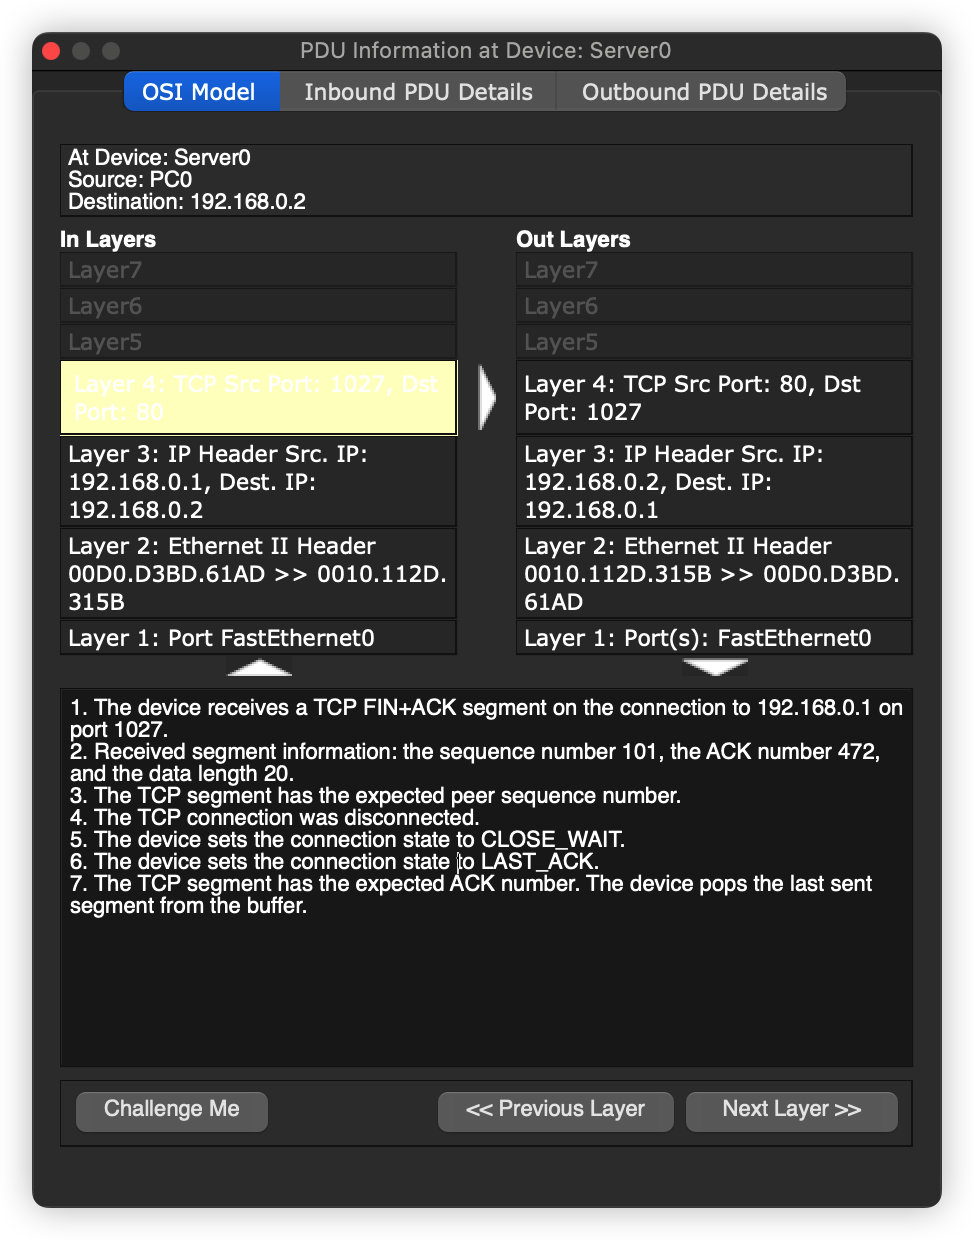 PDU Information at Device: Server0
OSI Model
Inbound PDU Details
Outbound PDU Details
At Device: Server0
Source: PC0
Destination: 192.168.0.2
In Layers
Layer7
Layer6
Layer5
Layer 4: TCP Src Port: 1027, Dst
Port: 80
Layer 3: IP Header Src. IP:
192.168.0.1, Dest. IP:
192.168.0.2
Layer 2: Ethernet II Header
00D0.D3BD.61AD >> 0010.112D.
315B
Layer 1: Port FastEthernet0
Out Layers
Layer7
Layer6
Layer5
Layer 4: TCP Src Port: 80, Dst
Port: 1027
Layer 3: IP Header Src. IP:
192.168.0.2, Dest. IP:
192.168.0.1
Layer 2: Ethernet II Header
0010.112D.315B >> 00D0.D3BD.
61AD
Layer 1: Port(s): FastEthernet0
1. The device receives a TCP FIN+ACK segment on the connection to 192.168.0.1 on
port 1027.
2. Received segment information: the sequence number 101, the ACK number 472,
and the data length 20.
3. The TCP segment has the expected peer sequence number.
4. The TCP connection was disconnected.
5. The device sets the connection state to CLOSE_WAIT.
6. The device sets the connection state to LAST_ACK.
7. The TCP segment has the expected ACK number. The device pops the last sent
segment from the buffer.
Challenge Me
<< Previous Layer
Next Layer >>